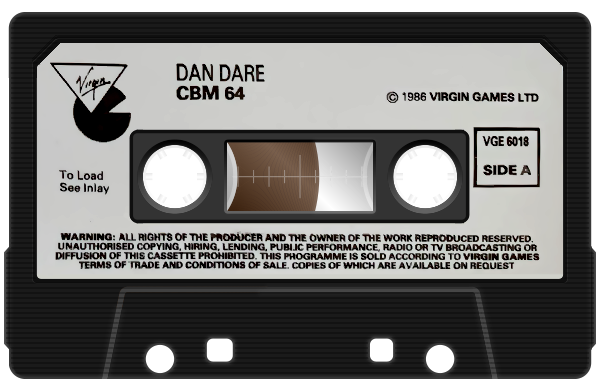 Virgin
DAN DARE
CBM 64
© 1986 VIRGIN GAMES LTD
VGE 6018
SIDE A
To Load
See Inlay
WARNING: ALL RIGHTS OF THE PRODUCER AND THE OWNER OF THE WORK REPRODUCED RESERVED.
UNAUTHORISED COPYING, HIRING, LENDING, PUBLIC PERFORMANCE, RADIO OR TV BROADCASTING OR
DIFFUSION OF THIS CASSETTE PROHIBITED. THIS PROGRAMME IS SOLD ACCORDING TO VIRGIN GAMES
TERMS OF TRADE AND CONDITIONS OF SALE. COPIES OF WHICH ARE AVAILABLE ON REQUEST